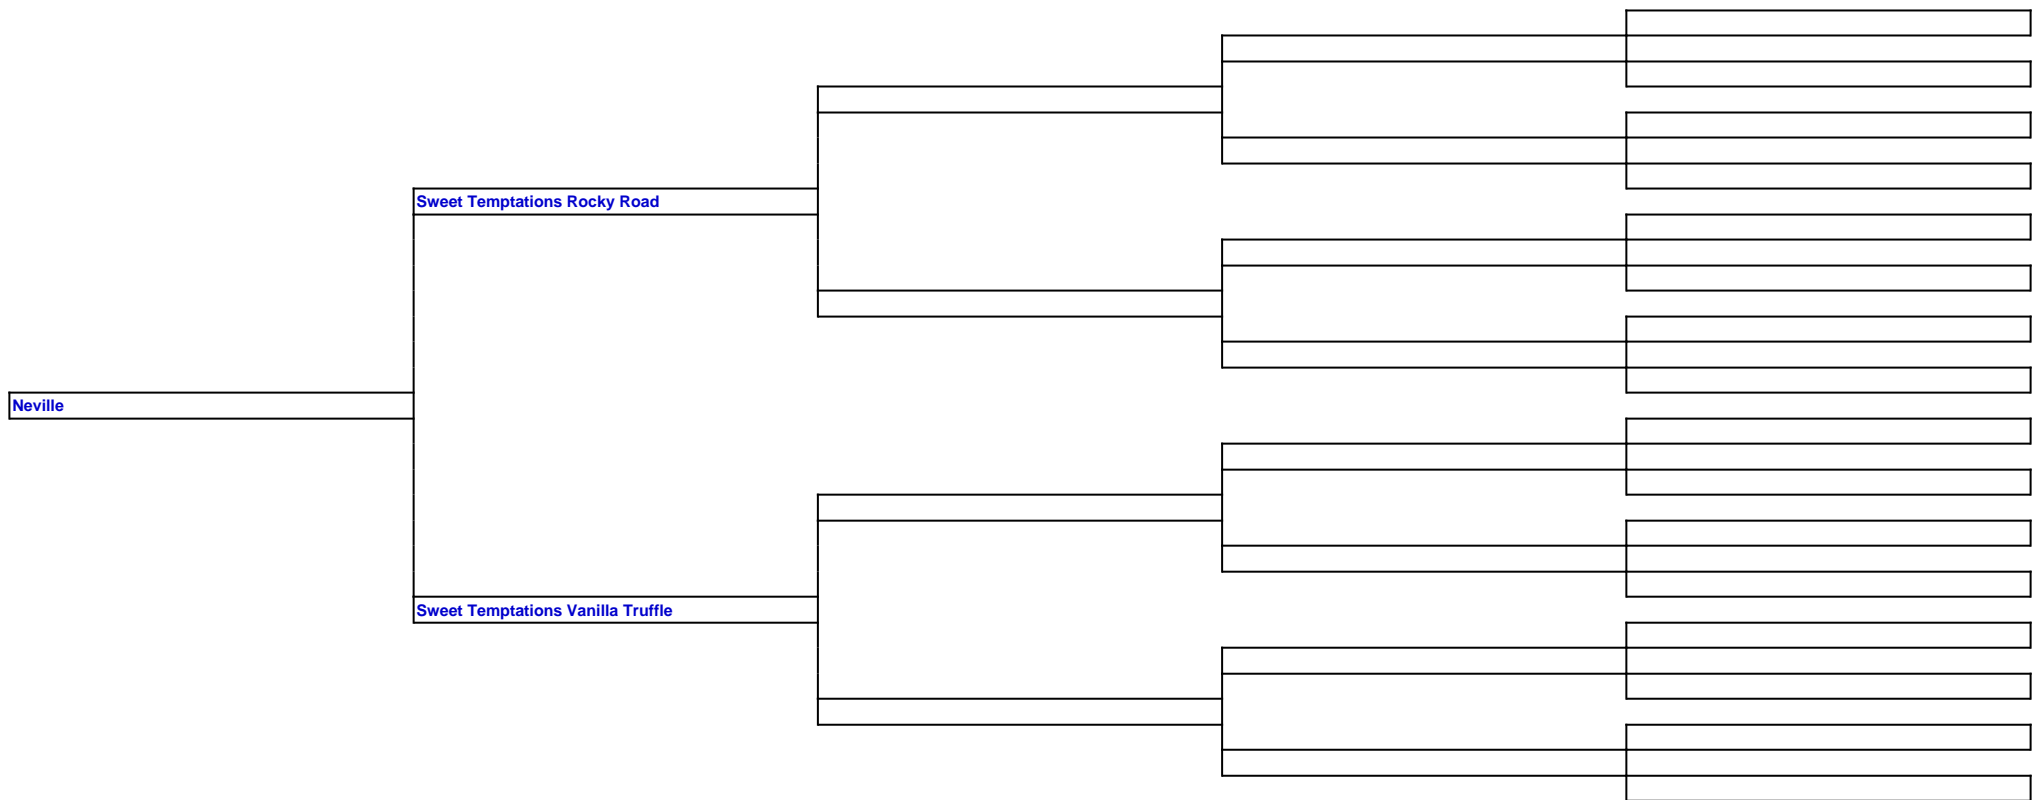 Sweet Temptations Rocky Road
Neville
Sweet Temptations Vanilla Truffle